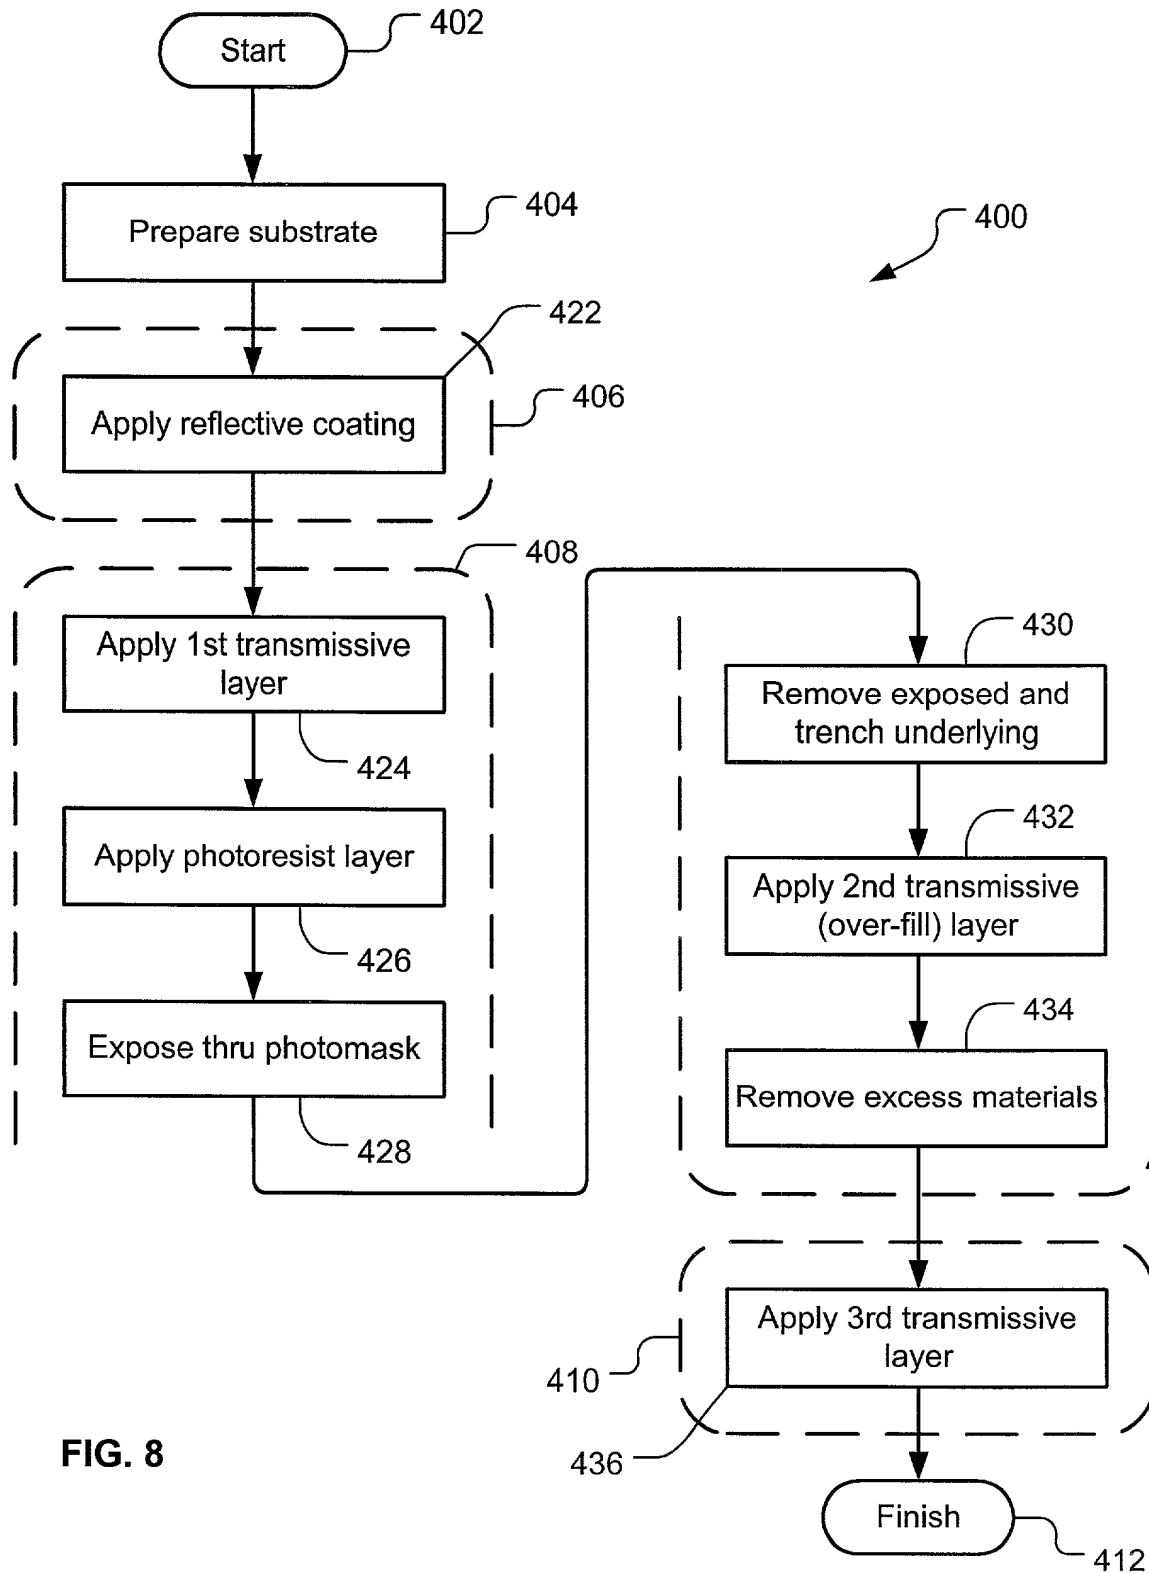 Start
402
Prepare substrate
404
400
422
Apply reflective coating
406
408
Apply 1st transmissive
layer
424
Apply photoresist layer
426
Expose thru photomask
428
430
Remove exposed and
trench underlying
432
Apply 2nd transmissive
(over-fill) layer
434
Remove excess materials
Apply 3rd transmissive
layer
410
436
Finish
412
FIG. 8